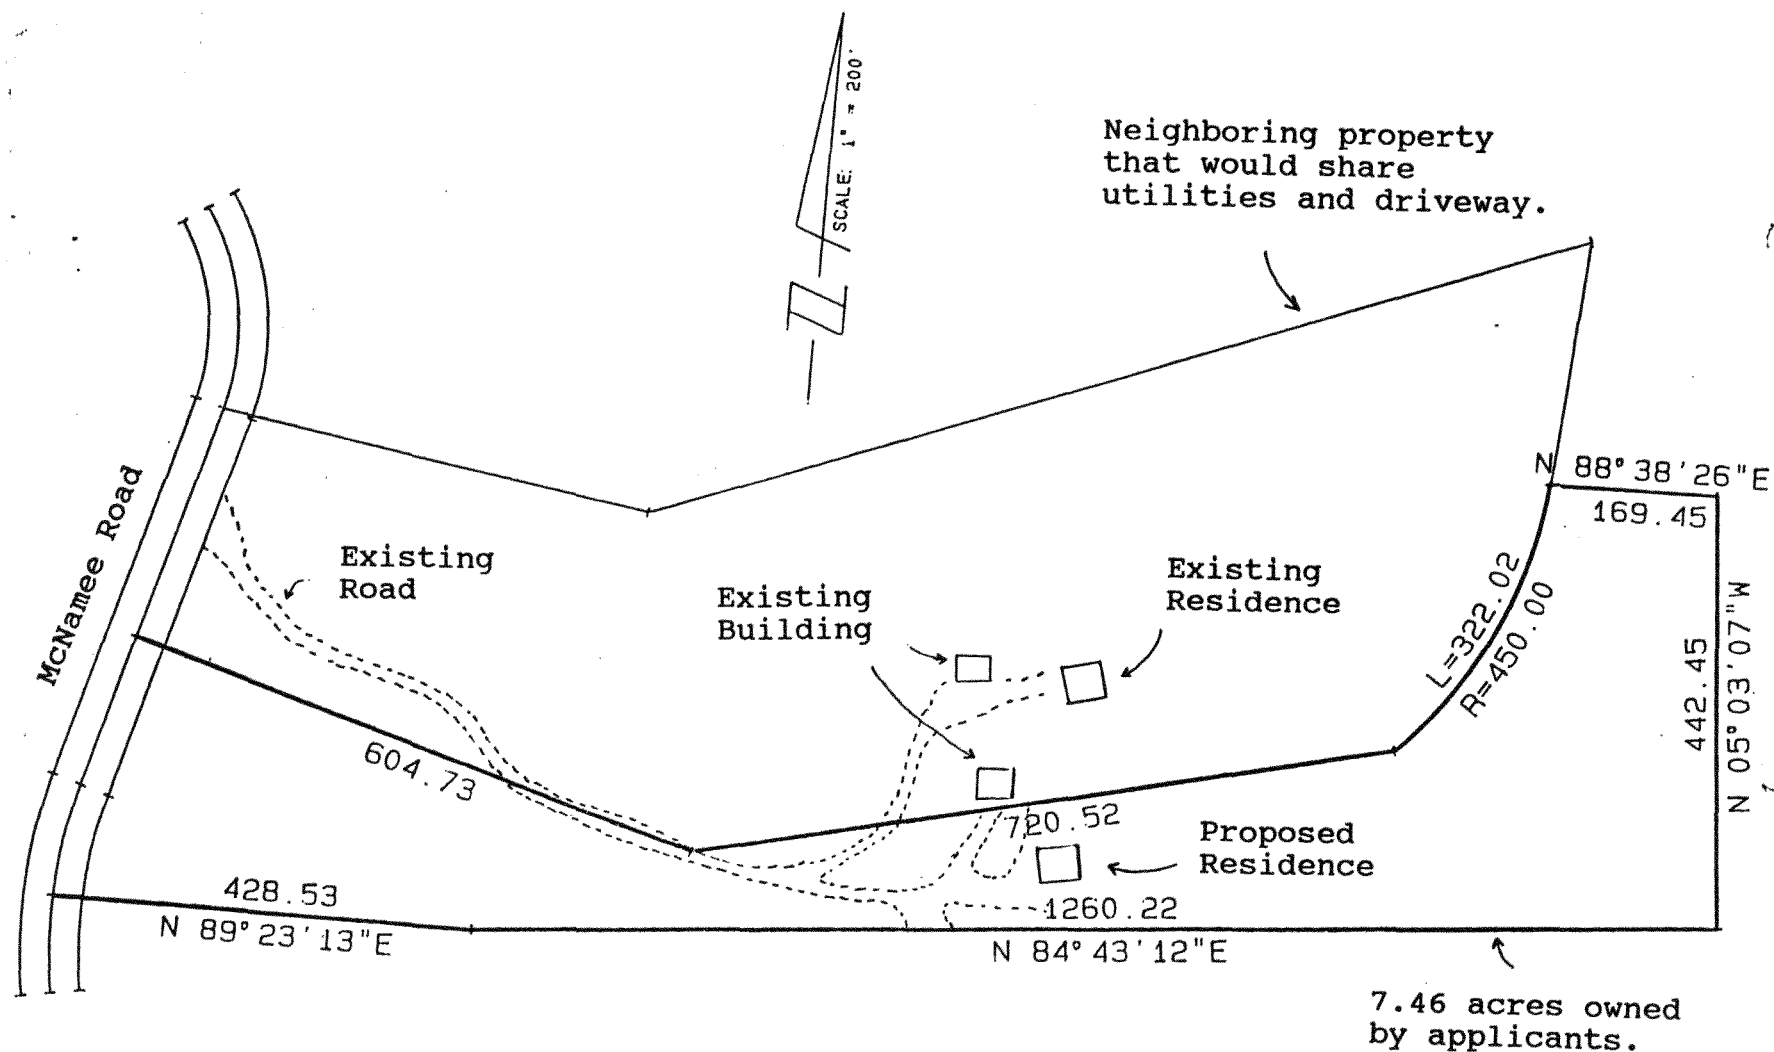 SCALE: 1" = 200'
N
Neighboring property
that would share
utilities and driveway.
McNamee Road
N 88°38'26"E
169.45
Existing
Road
Existing
Building
Existing
Residence
L=322.02
R=450.00
442.45
N 05°03'07"W
604.73
720.52
Proposed
Residence
428.53
N 89°23'13"E
1260.22
N 84°43'12"E
7.46 acres owned
by applicants.